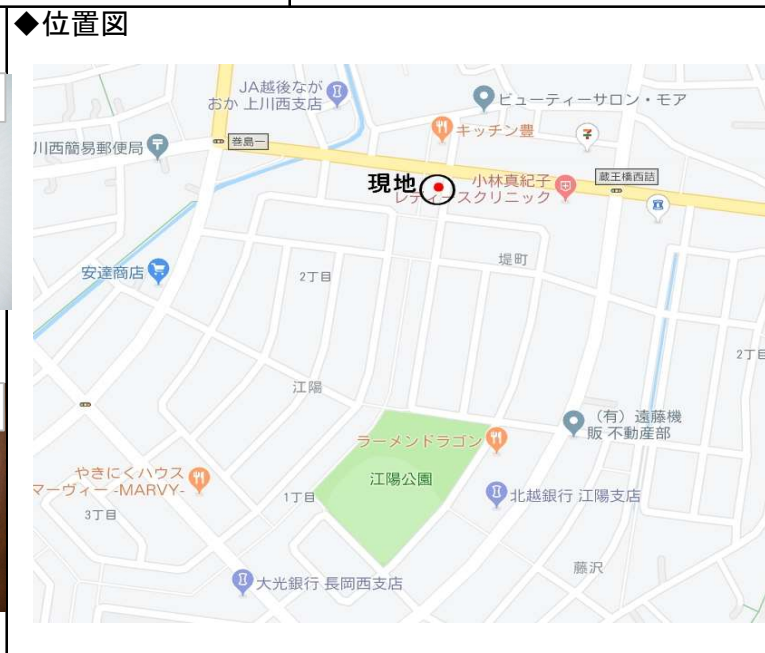 ◆位置図
JA越後なが
おか 上川西支店
ビューティーサロン・モア
キッチン豊
川西簡易郵便局
巻島一
現地
小林真紀子
レディースクリニック
蔵王橋西詰
安達商店
2丁目
堤町
2丁目
江陽
(有) 遠藤機
販 不動産部
ラーメンドラゴン
江陽公園
やきにくハウス
マーヴィー -MARVY-
1丁目
北越銀行 江陽支店
3丁目
藤沢
大光銀行 長岡西支店